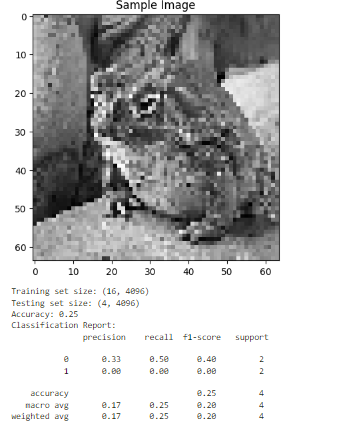 Sample Image
0
10
20
30
40
50
60
0 10 20 30 40 50 60
Training set size: (16, 4096)
Testing set size: (4, 4096)
Accuracy: 0.25
Classification Report:
precision recall f1-score support
0 0.33 0.50 0.40 2
1 0.00 0.00 0.00 2
accuracy 0.25 4
macro avg 0.17 0.25 0.20 4
weighted avg 0.17 0.25 0.20 4